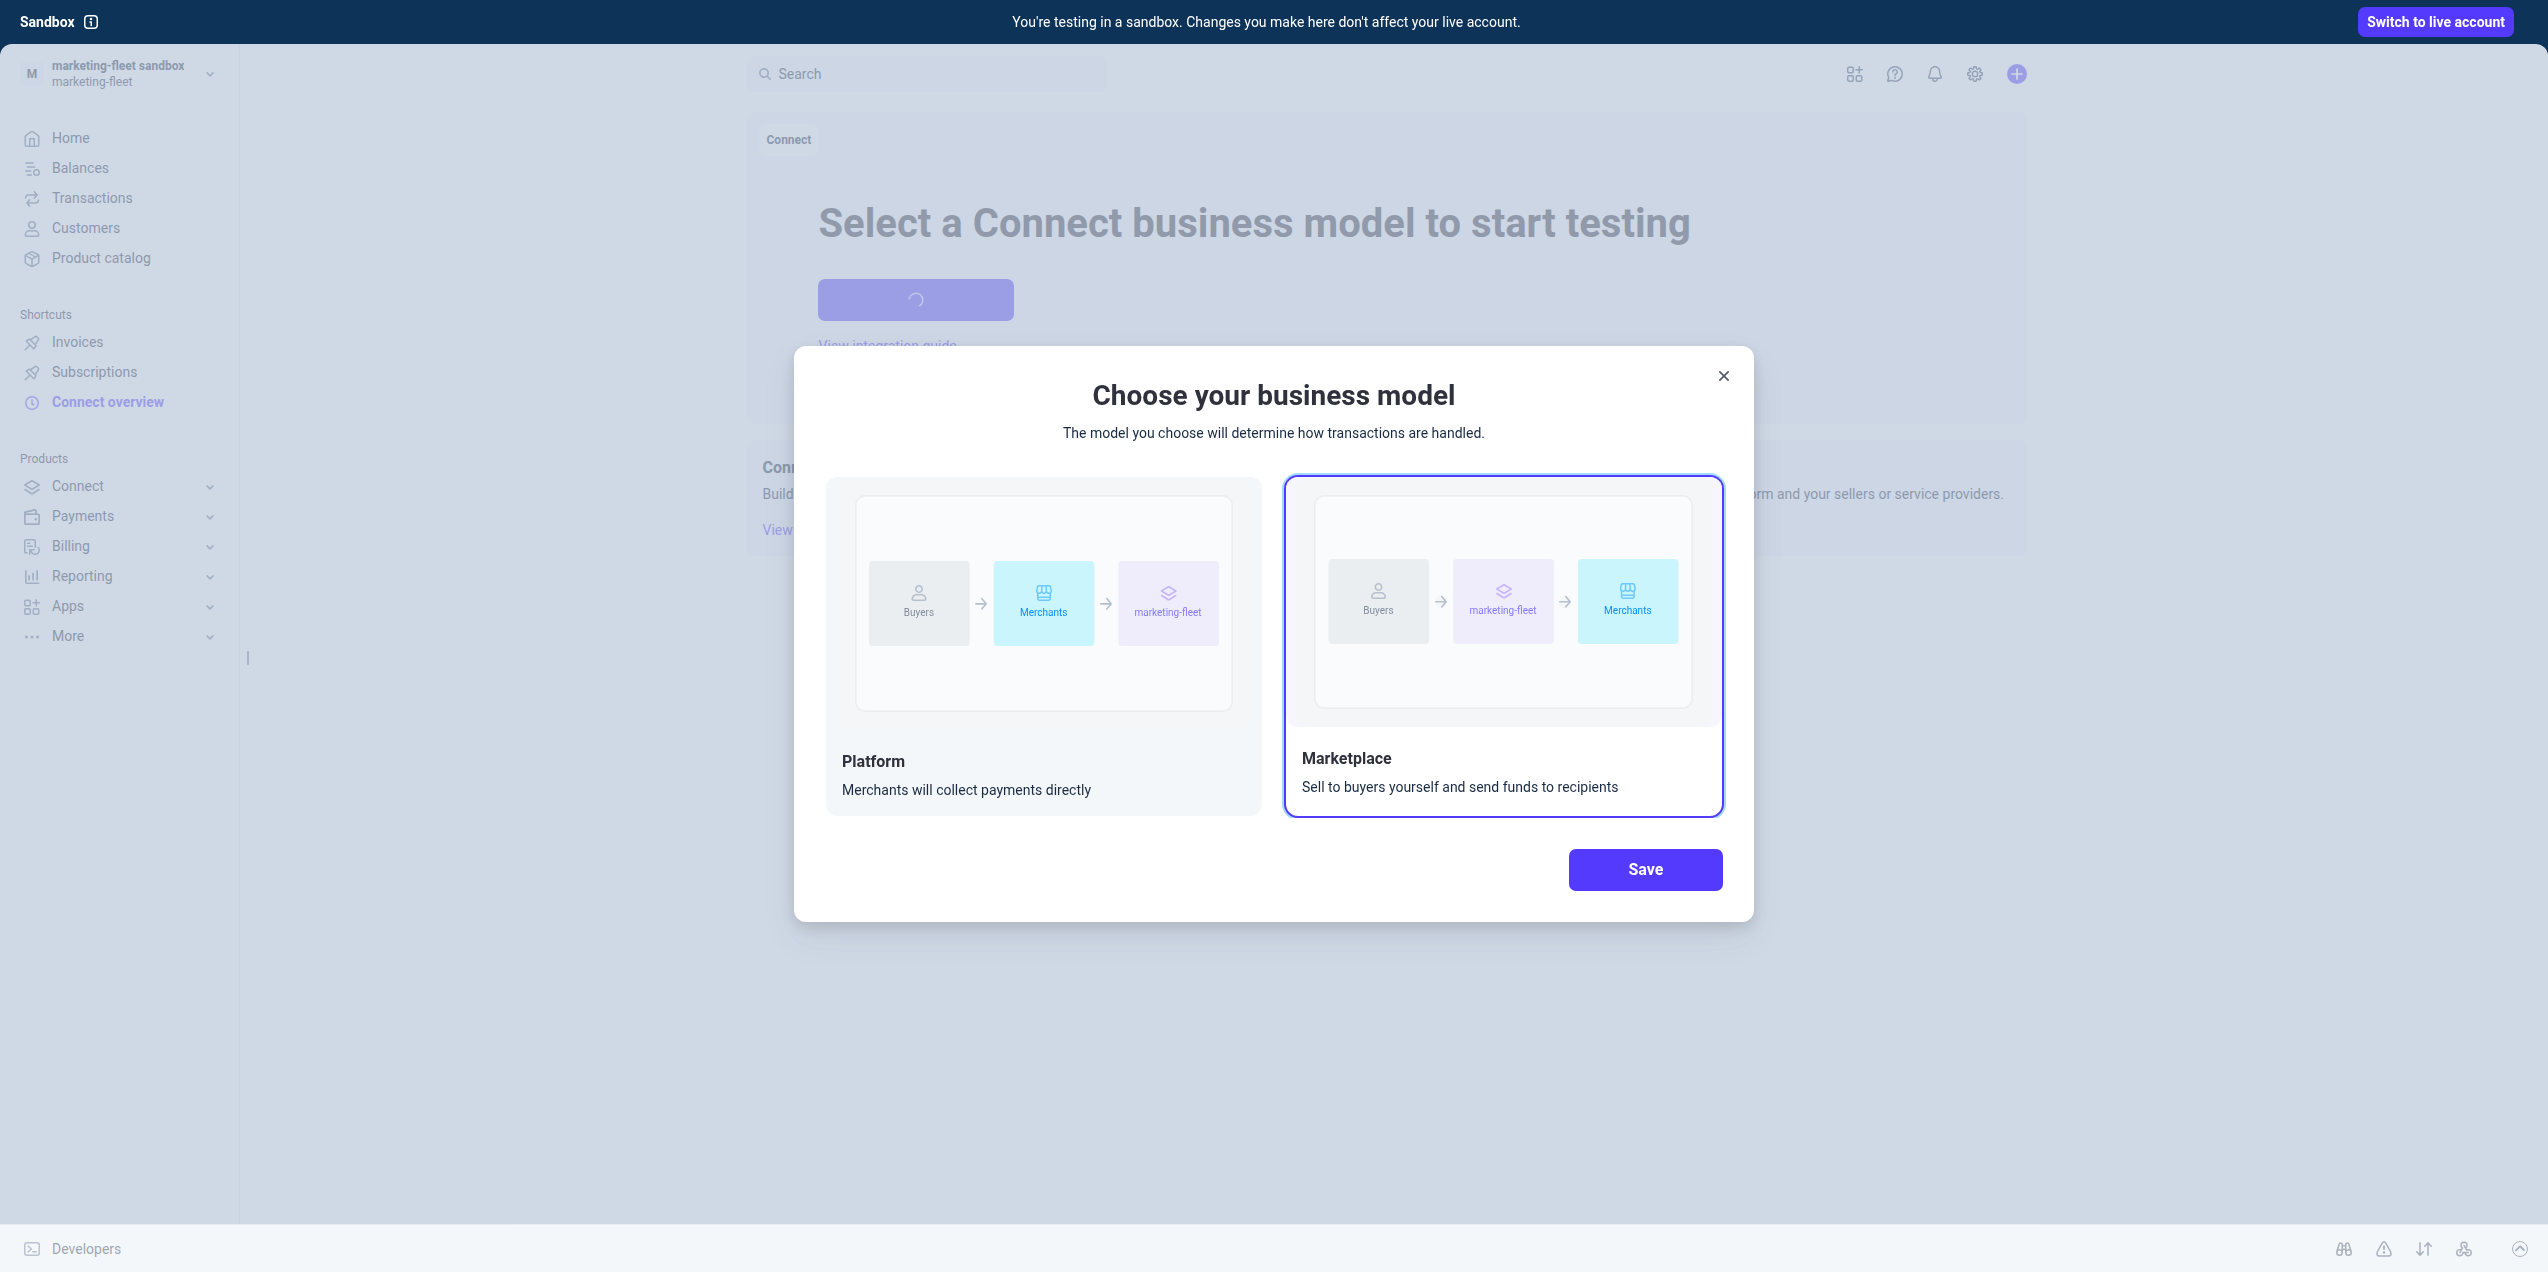 Sandbox
You're testing in a sandbox. Changes you make here don't affect your live account.
Switch to live account
M
marketing-fleet sandbox
marketing-fleet
Search
Home
Balances
Transactions
Customers
Product catalog
Shortcuts
Invoices
Subscriptions
Connect overview
Products
Connect
Payments
Billing
Reporting
Apps
More
Connect
Select a Connect business model to start testing
View integration guide
Build
View
and your sellers or service providers.
Choose your business model
The model you choose will determine how transactions are handled.
Buyers
Merchants
marketing-fleet
Platform
Merchants will collect payments directly
Buyers
marketing-fleet
Merchants
Marketplace
Sell to buyers yourself and send funds to recipients
Save
Developers